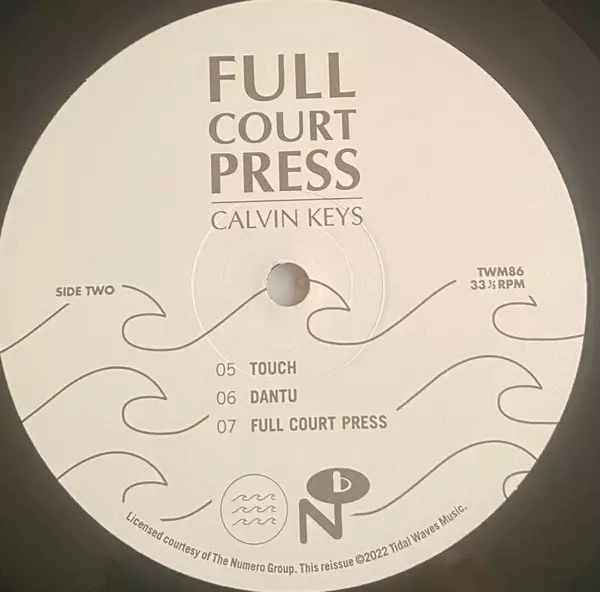 FULL
COURT
PRESS
CALVIN KEYS
SIDE TWO
TWM86
33 ⅓ RPM
05 TOUCH
06 DANTU
07 FULL COURT PRESS
N b
Licensed courtesy of The Numero Group. This reissue ©2022 Tidal Waves Music.